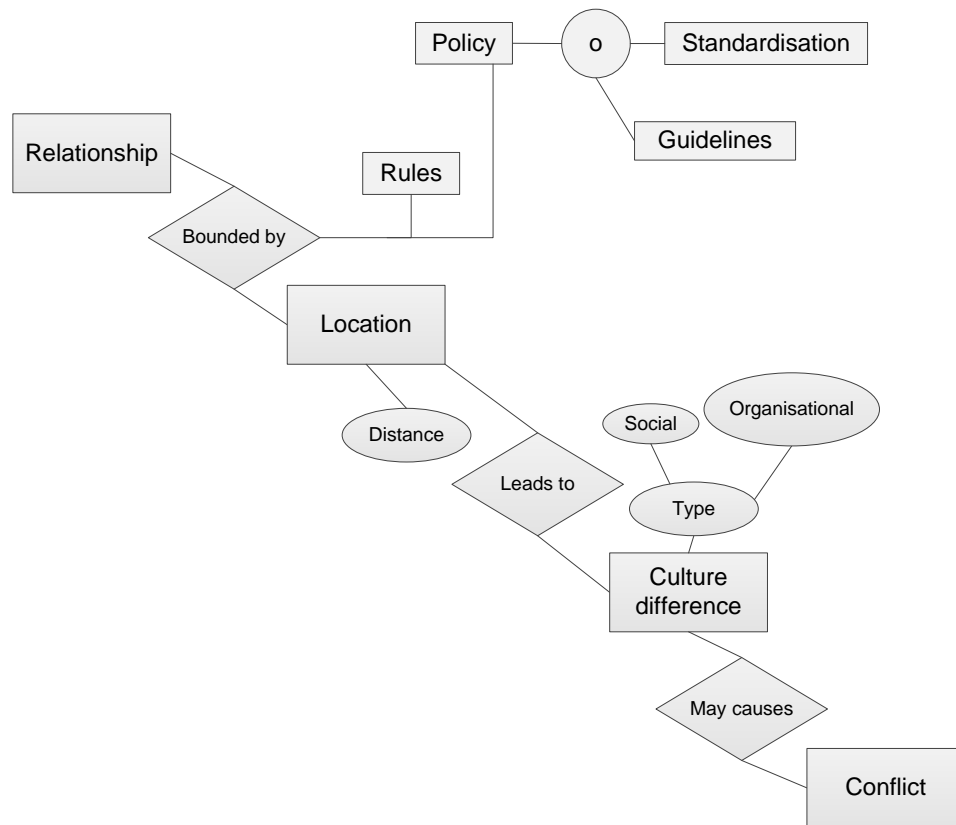 Policy
o
Standardisation
Guidelines
Relationship
Rules
Bounded by
Location
Distance
Social
Organisational
Leads to
Type
Culture
difference
May causes
Conflict